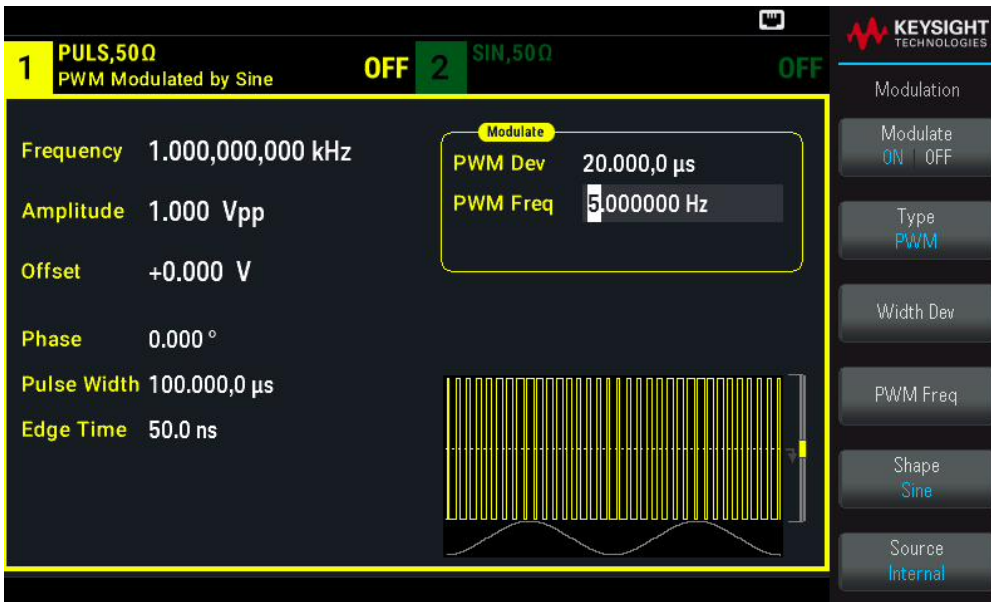 1
PULS,50Ω
PWM Modulated by Sine
OFF
2
SIN,50Ω
OFF
Frequency 1.000,000,000 kHz
Amplitude 1.000 Vpp
Offset +0.000 V
Phase 0.000 °
Pulse Width 100.000,0 µs
Edge Time 50.0 ns
Modulate
PWM Dev 20.000,0 µs
PWM Freq 5.000000 Hz
KEYSIGHT
TECHNOLOGIES
Modulation
Modulate
ON | OFF
Type
PWM
Width Dev
PWM Freq
Shape
Sine
Source
Internal